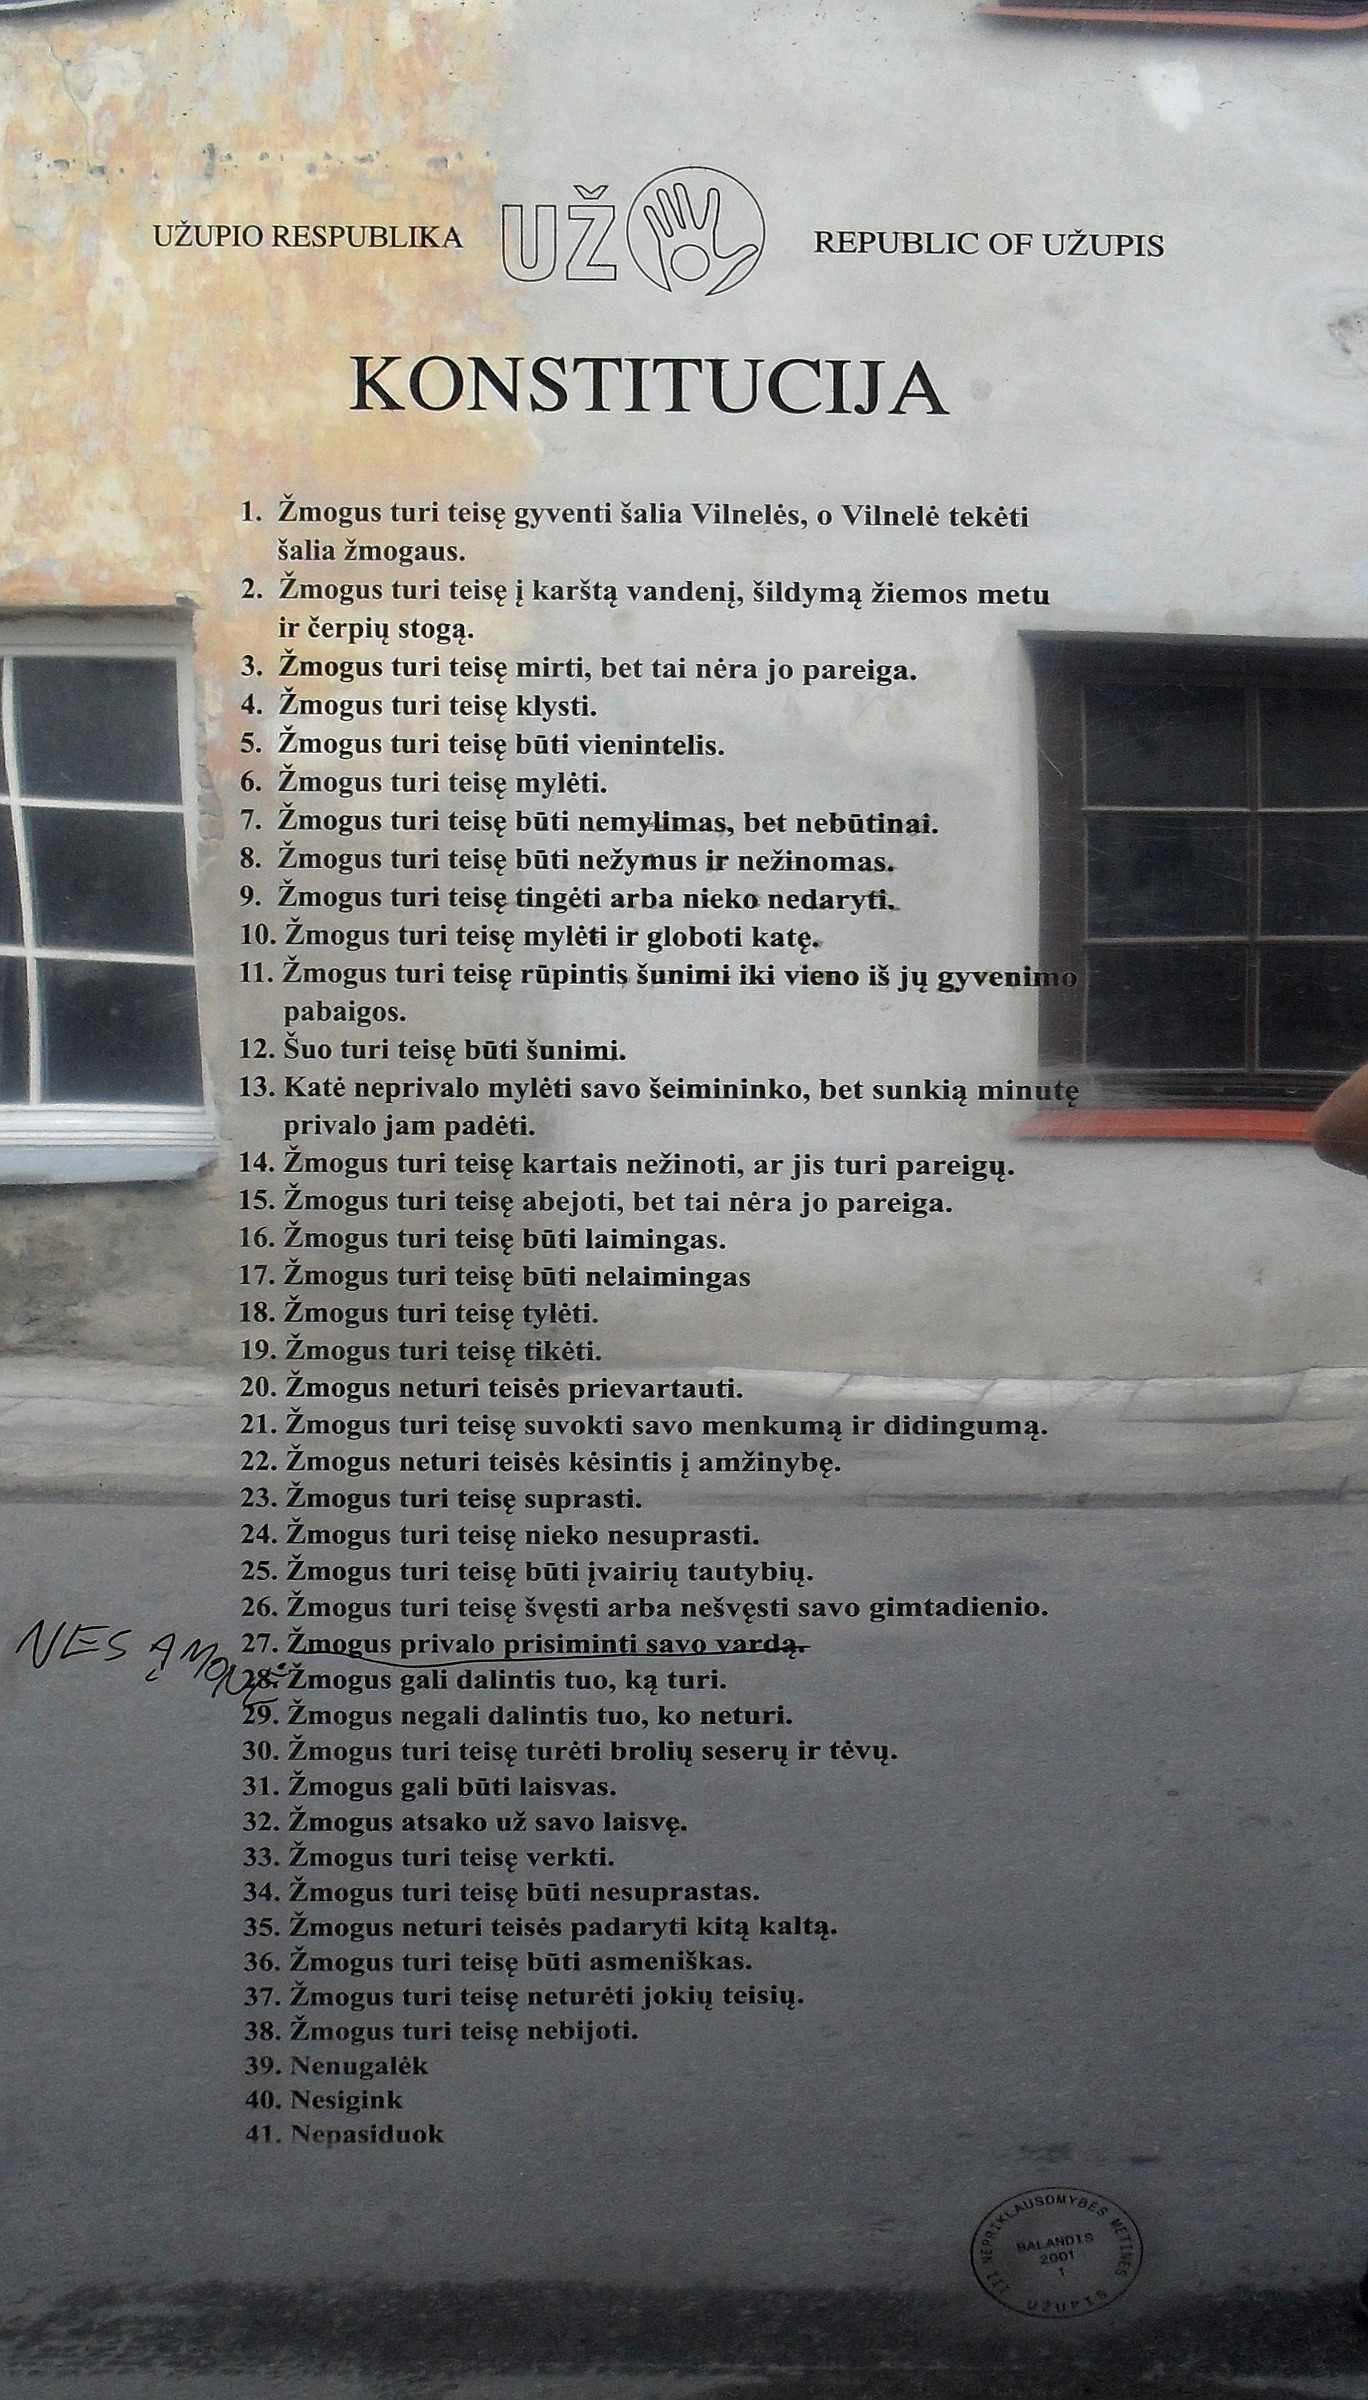 UŽUPIO RESPUBLIKA UŽ REPUBLIC OF UŽUPIS
KONSTITUCIJA
1. Žmogus turi teisę gyventi šalia Vilnelės, o Vilnelė tekėti
šalia žmogaus.
2. Žmogus turi teisę į karštą vandenį, šildymą žiemos metu
ir čerpių stogą.
3. Žmogus turi teisę mirti, bet tai nėra jo pareiga.
4. Žmogus turi teisę klysti.
5. Žmogus turi teisę būti vienintelis.
6. Žmogus turi teisę mylėti.
7. Žmogus turi teisę būti nemylimas, bet nebūtinai.
8. Žmogus turi teisę būti nežymus ir nežinomas.
9. Žmogus turi teisę tingėti arba nieko nedaryti.
10. Žmogus turi teisę mylėti ir globoti katę.
11. Žmogus turi teisę rūpintis šunimi iki vieno iš jų gyvenimo
pabaigos.
12. Šuo turi teisę būti šunimi.
13. Katė neprivalo mylėti savo šeimininko, bet sunkią minutę
privalo jam padėti.
14. Žmogus turi teisę kartais nežinoti, ar jis turi pareigų.
15. Žmogus turi teisę abejoti, bet tai nėra jo pareiga.
16. Žmogus turi teisę būti laimingas.
17. Žmogus turi teisę būti nelaimingas
18. Žmogus turi teisę tylėti.
19. Žmogus turi teisę tikėti.
20. Žmogus neturi teisės prievartauti.
21. Žmogus turi teisę suvokti savo menkumą ir didingumą.
22. Žmogus neturi teisės kėsintis į amžinybę.
23. Žmogus turi teisę suprasti.
24. Žmogus turi teisę nieko nesuprasti.
25. Žmogus turi teisę būti įvairių tautybių.
26. Žmogus turi teisę švęsti arba nešvęsti savo gimtadienio.
27. Žmogus privalo prisiminti savo vardą.
NESĄMONĖ
28. Žmogus gali dalintis tuo, ką turi.
29. Žmogus negali dalintis tuo, ko neturi.
30. Žmogus turi teisę turėti brolių seserų ir tėvų.
31. Žmogus gali būti laisvas.
32. Žmogus atsako už savo laisvę.
33. Žmogus turi teisę verkti.
34. Žmogus turi teisę būti nesuprastas.
35. Žmogus neturi teisės padaryti kitą kaltą.
36. Žmogus turi teisę būti asmeniškas.
37. Žmogus turi teisę neturėti jokių teisių.
38. Žmogus turi teisę nebijoti.
39. Nenugalėk
40. Nesigink
41. Nepasiduok
III NEPRIKLAUSOMYBĖS METINĖS
BALANDIS
2001
1
UŽUPIS